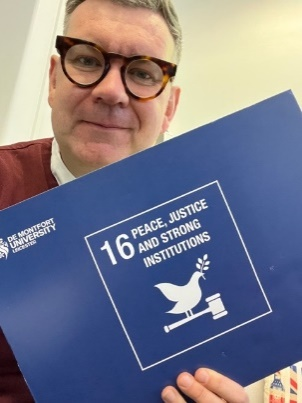 DE MONTFORT
UNIVERSITY
LEICESTER
16 PEACE, JUSTICE
AND STRONG
INSTITUTIONS